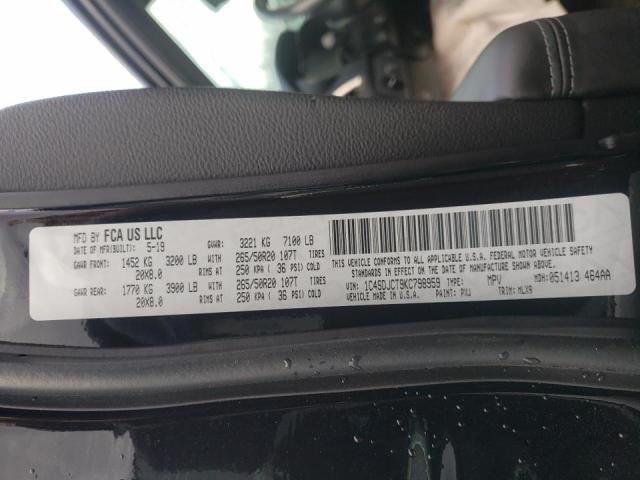 MFD BY FCA US LLC
DATE OF MFR(BUILT): 5-19 GVWR: 3221 KG 7100 LB
GAWR FRONT: 1452 KG 3200 LB WITH 265/50R20 107T TIRES
20X8.0 RIMS AT 250 KPA ( 36 PSI) COLD
GAWR REAR: 1770 KG 3900 LB WITH 265/50R20 107T TIRES
20X8.0 RIMS AT 250 KPA ( 36 PSI) COLD
THIS VEHICLE CONFORMS TO ALL APPLICABLE U.S.A. FEDERAL MOTOR VEHICLE SAFETY
STANDARDS IN EFFECT ON THE DATE OF MANUFACTURE SHOWN ABOVE.
VIN: 1C4SDJCT9KC798959 TYPE: MPV MDH:051413 464AA
PAINT: PXJ TRIM: MLX9